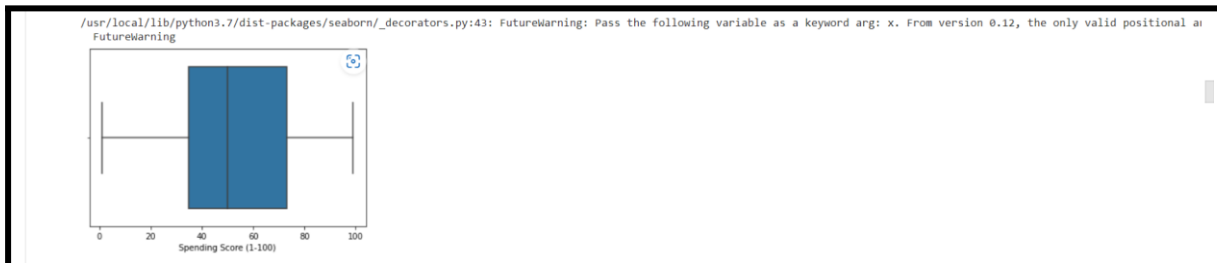 /usr/local/lib/python3.7/dist-packages/seaborn/_decorators.py:43: FutureWarning: Pass the following variable as a keyword arg: x. From version 0.12, the only valid positional
FutureWarning
0 20 40 60 80 100
Spending Score (1-100)